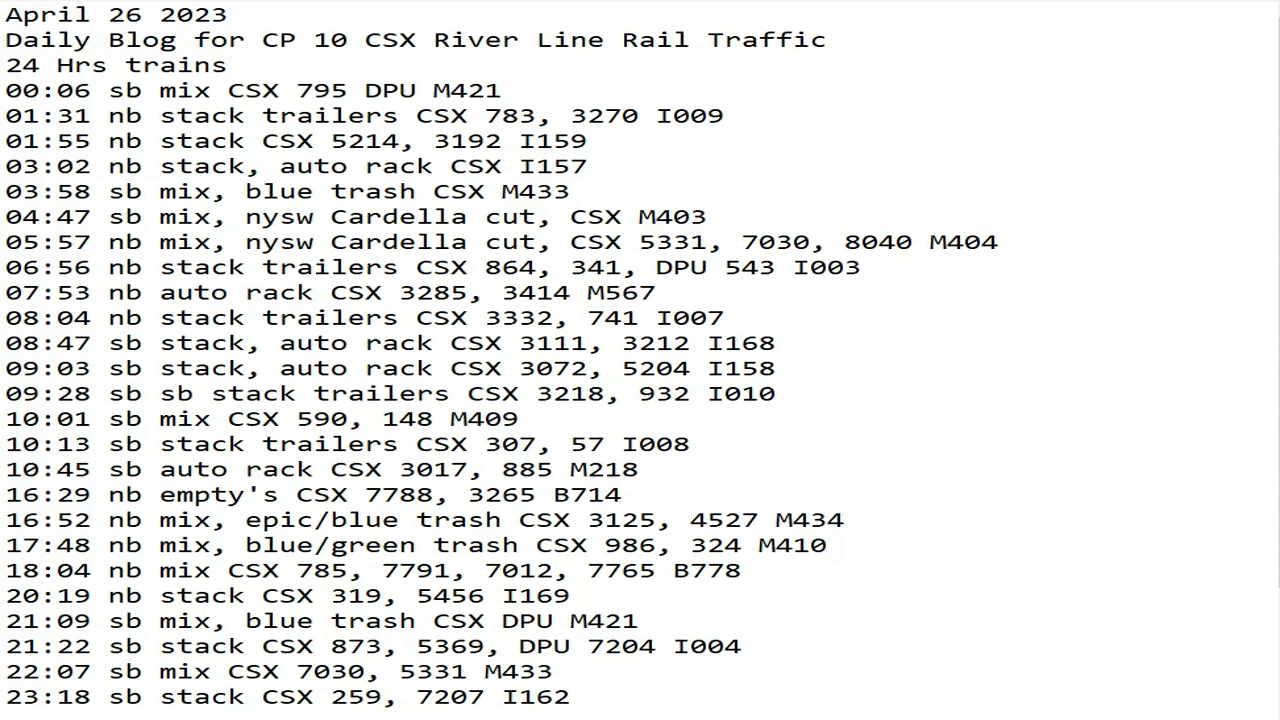 April 26 2023
Daily Blog for CP 10 CSX River Line Rail Traffic
24 Hrs trains
00:06 sb mix CSX 795 DPU M421
01:31 nb stack trailers CSX 783, 3270 I009
01:55 nb stack CSX 5214, 3192 I159
03:02 nb stack, auto rack CSX I157
03:58 sb mix, blue trash CSX M433
04:47 sb mix, nysw Cardella cut, CSX M403
05:57 nb mix, nysw Cardella cut, CSX 5331, 7030, 8040 M404
06:56 nb stack trailers CSX 864, 341, DPU 543 I003
07:53 nb auto rack CSX 3285, 3414 M567
08:04 nb stack trailers CSX 3332, 741 I007
08:47 sb stack, auto rack CSX 3111, 3212 I168
09:03 sb stack, auto rack CSX 3072, 5204 I158
09:28 sb sb stack trailers CSX 3218, 932 I010
10:01 sb mix CSX 590, 148 M409
10:13 sb stack trailers CSX 307, 57 I008
10:45 sb auto rack CSX 3017, 885 M218
16:29 nb empty's CSX 7788, 3265 B714
16:52 nb mix, epic/blue trash CSX 3125, 4527 M434
17:48 nb mix, blue/green trash CSX 986, 324 M410
18:04 nb mix CSX 785, 7791, 7012, 7765 B778
20:19 nb stack CSX 319, 5456 I169
21:09 sb mix, blue trash CSX DPU M421
21:22 sb stack CSX 873, 5369, DPU 7204 I004
22:07 sb mix CSX 7030, 5331 M433
23:18 sb stack CSX 259, 7207 I162